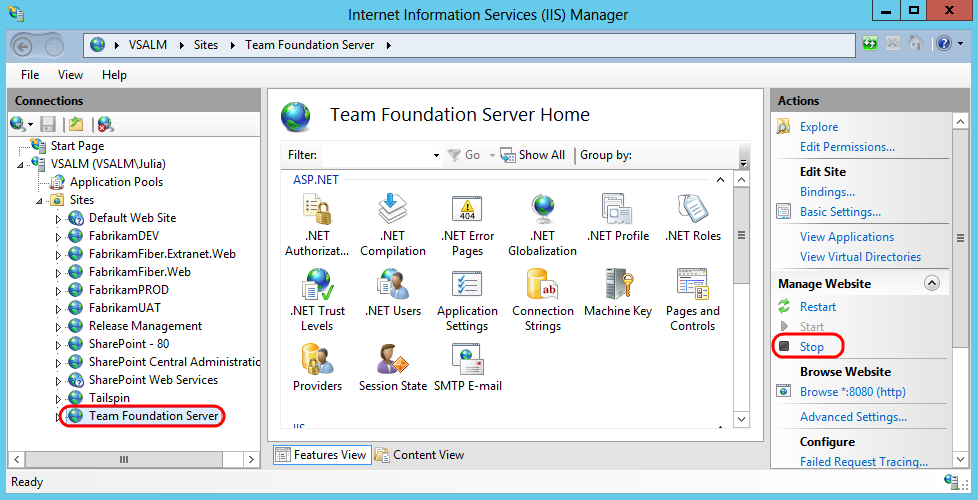 Internet Information Services (IIS) Manager
VSALM Sites Team Foundation Server
File View Help
Connections
Start Page
VSALM (VSALM\Julia)
Application Pools
Sites
Default Web Site
FabrikamDEV
FabrikamFiber.Extranet.Web
FabrikamFiber.Web
FabrikamPROD
FabrikamUAT
Release Management
SharePoint - 80
SharePoint Central Administratio
SharePoint Web Services
Tailspin
Team Foundation Server
Team Foundation Server Home
Filter: Go Show All Group by:
ASP.NET
.NET Authorizat...
.NET Compilation
404
.NET Error Pages
.NET Globalization
.NET Profile
.NET Roles
.NET Trust Levels
.NET Users
Application Settings
ab
Connection Strings
Machine Key
Pages and Controls
Providers
Session State
SMTP E-mail
IIS
Features View Content View
Actions
Explore
Edit Permissions...
Edit Site
Bindings...
Basic Settings...
View Applications
View Virtual Directories
Manage Website
Restart
Start
Stop
Browse Website
Browse *:8080 (http)
Advanced Settings...
Configure
Failed Request Tracing...
Ready